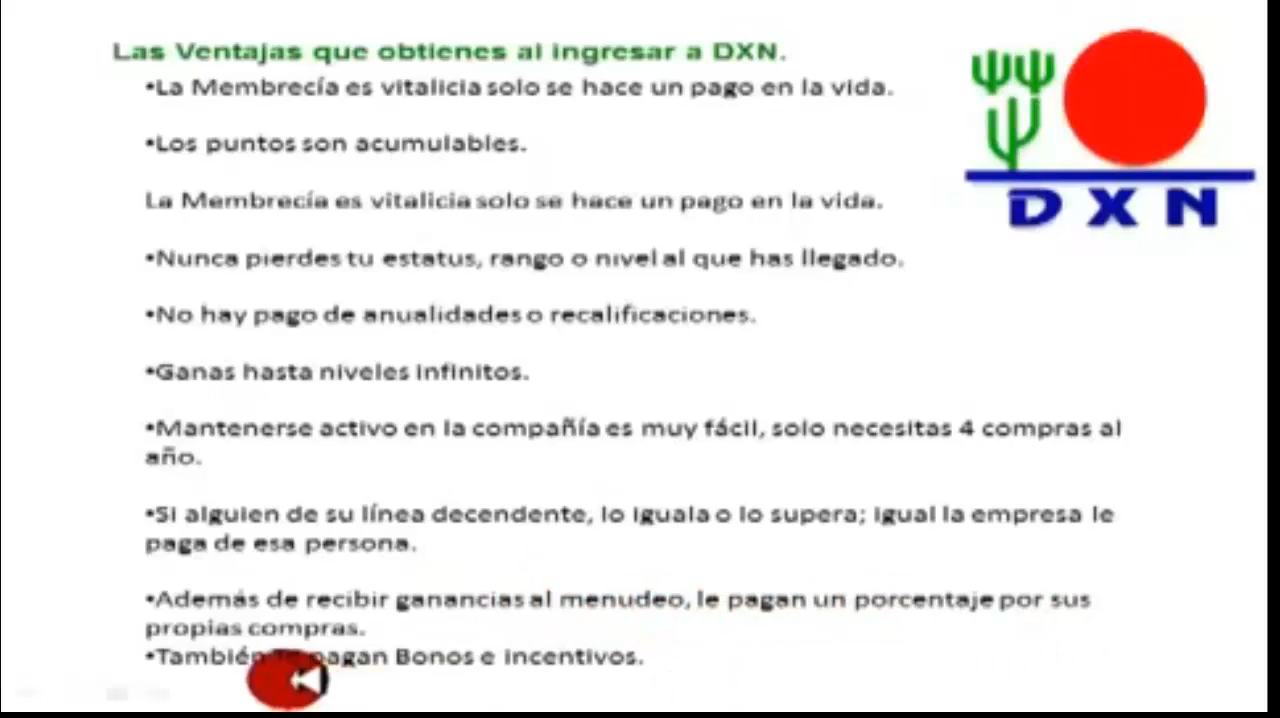 Las Ventajas que obtienes al ingresar a DXN.
•La Membrecía es vitalicia solo se hace un pago en la vida.
•Los puntos son acumulables.
La Membrecía es vitalicia solo se hace un pago en la vida.
•Nunca pierdes tu estatus, rango o nivel al que has llegado.
•No hay pago de anualidades o recalificaciones.
•Ganas hasta niveles infinitos.
•Mantenerse activo en la compañía es muy fácil, solo necesitas 4 compras al
año.
•Si alguien de su línea decendente, lo iguala o lo supera; igual la empresa le
paga de esa persona.
•Además de recibir ganancias al menudeo, le pagan un porcentaje por sus
propias compras.
•También pagan Bonos e incentivos.
DXN